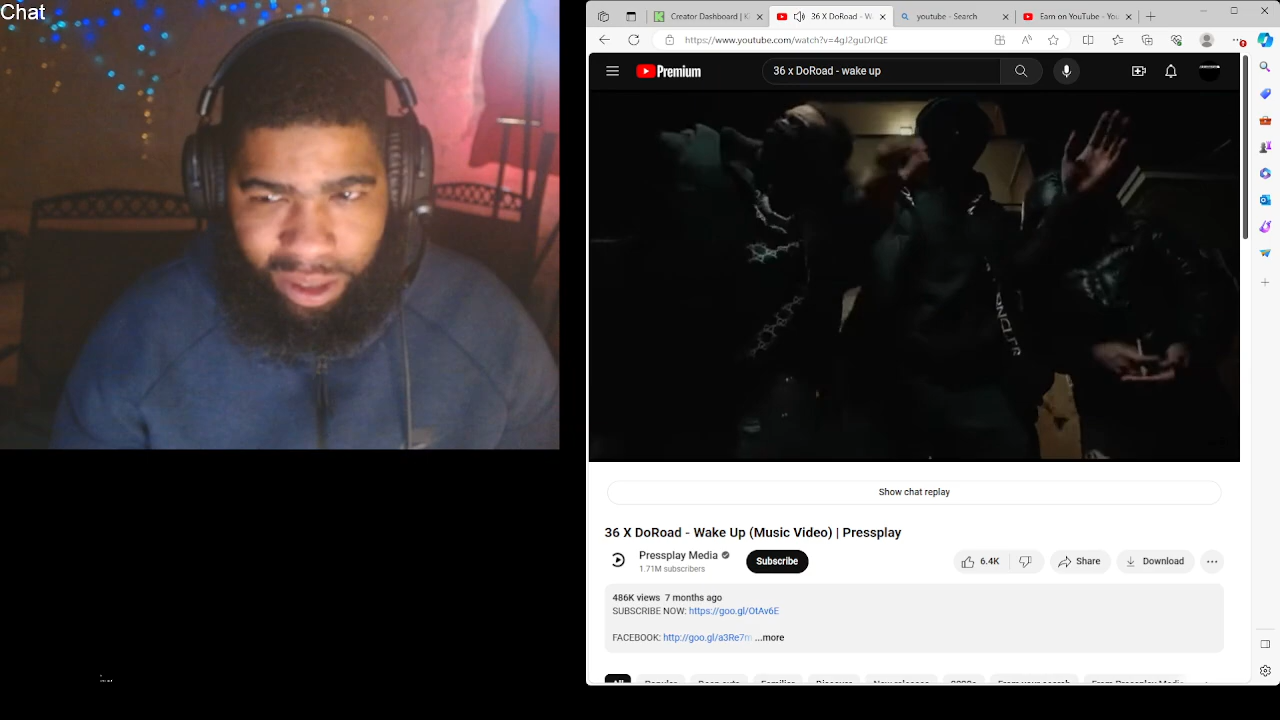 Chat
Creator Dashboard | Ki
36 X DoRoad - W
youtube - Search
Earn on YouTube - You
https://www.youtube.com/watch?v=4gJ2guDrIQE
Premium
36 x DoRoad - wake up
Show chat replay
36 X DoRoad - Wake Up (Music Video) | Pressplay
Pressplay Media
1.71M subscribers
Subscribe
6.4K
Share
Download
486K views 7 months ago
SUBSCRIBE NOW: https://goo.gl/OtAv6E
FACEBOOK: http://goo.gl/a3Re7m ...more